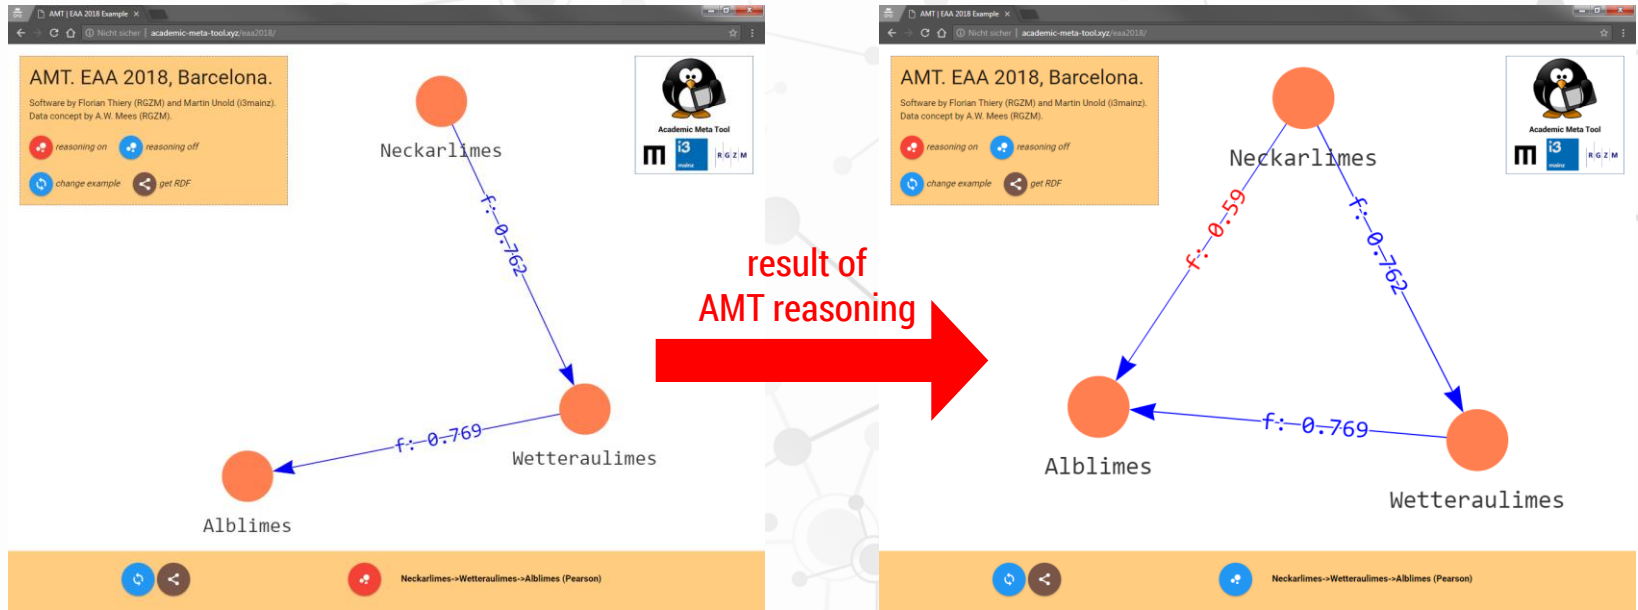 AMT | EAA 2018 Example
Nicht sicher | academic-meta-tool.xyz/eaa2018/
AMT. EAA 2018, Barcelona.
Software by Florian Thiery (RGZM) and Martin Unold (i3mainz).
Data concept by A.W. Mees (RGZM).
reasoning on
reasoning off
change example
get RDF
Academic Meta Tool
m
i3
mainz
R G Z M
Neckarlimes
f: 0.762
f: 0.769
Wetteraulimes
Alblimes
Neckarlimes->Wetteraulimes->Alblimes (Pearson)
result of
AMT reasoning
AMT | EAA 2018 Example
Nicht sicher | academic-meta-tool.xyz/eaa2018/
AMT. EAA 2018, Barcelona.
Software by Florian Thiery (RGZM) and Martin Unold (i3mainz).
Data concept by A.W. Mees (RGZM).
reasoning on
reasoning off
change example
get RDF
Academic Meta Tool
m
i3
mainz
R G Z M
Neckarlimes
f: 0.59
f: 0.762
f: 0.769
Alblimes
Wetteraulimes
Neckarlimes->Wetteraulimes->Alblimes (Pearson)